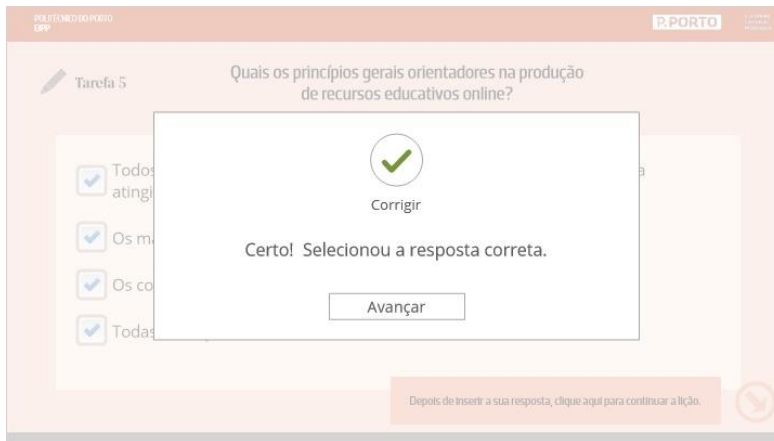 POLITÉCNICO DO PORTO
P.PORTO
Tarefa 5
Quais os princípios gerais orientadores na produção
de recursos educativos online?
Todos
a
atingi
Corrigir
Os ma
Certo! Selecionou a resposta correta.
Os co
Avançar
Todas
Depois de inserir a sua resposta, clique aqui para continuar a lição.